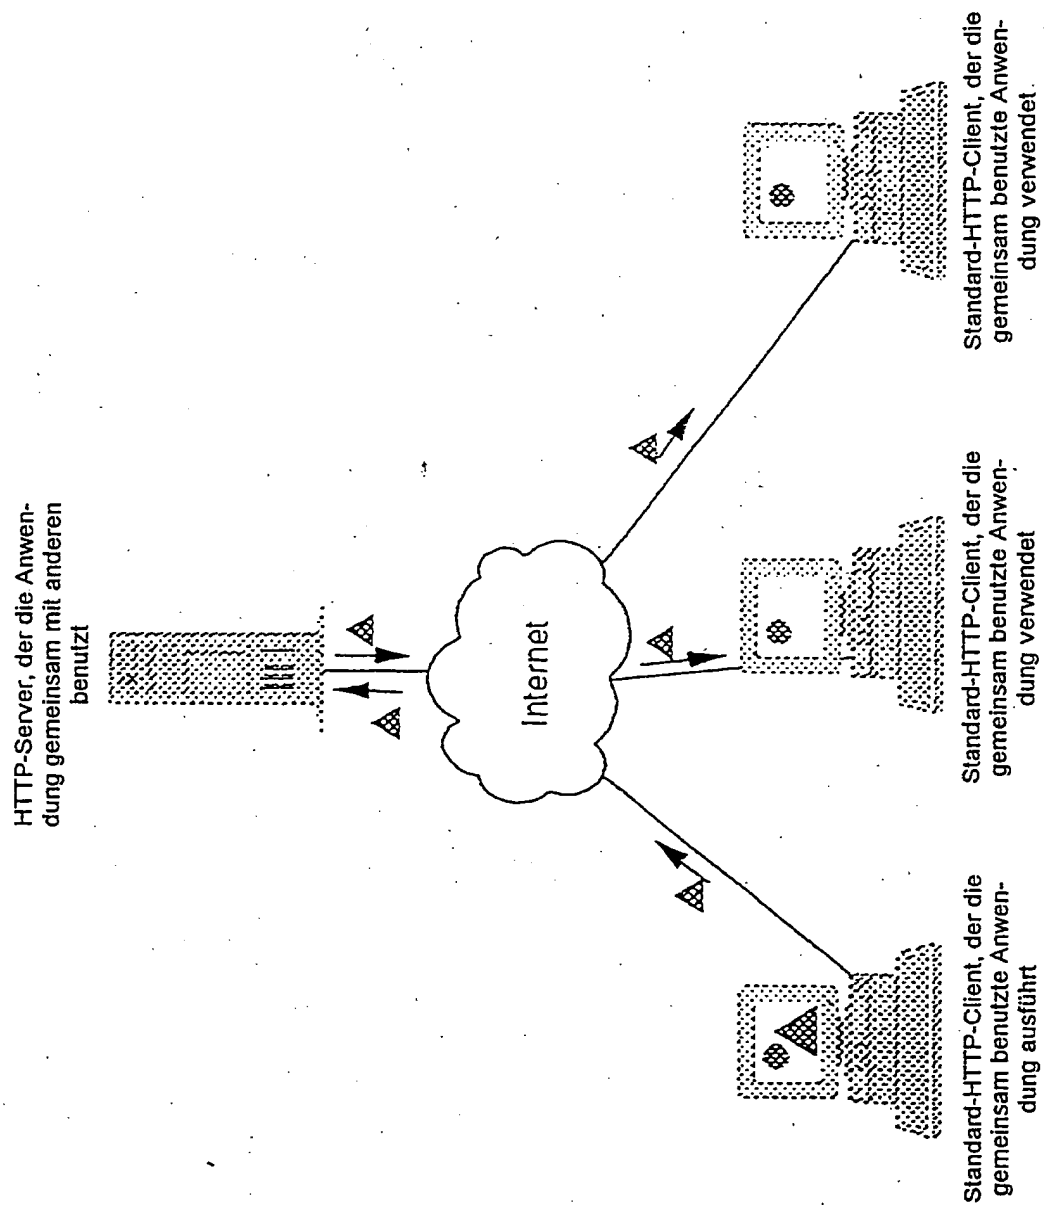 HTTP-Server, der die Anwen-
dung gemeinsam mit anderen
benutzt
Internet
Standard-HTTP-Client, der die
gemeinsam benutzte Anwen-
dung ausführt
Standard-HTTP-Client, der die
gemeinsam benutzte Anwen-
dung verwendet
Standard-HTTP-Client, der die
gemeinsam benutzte Anwen-
dung verwendet